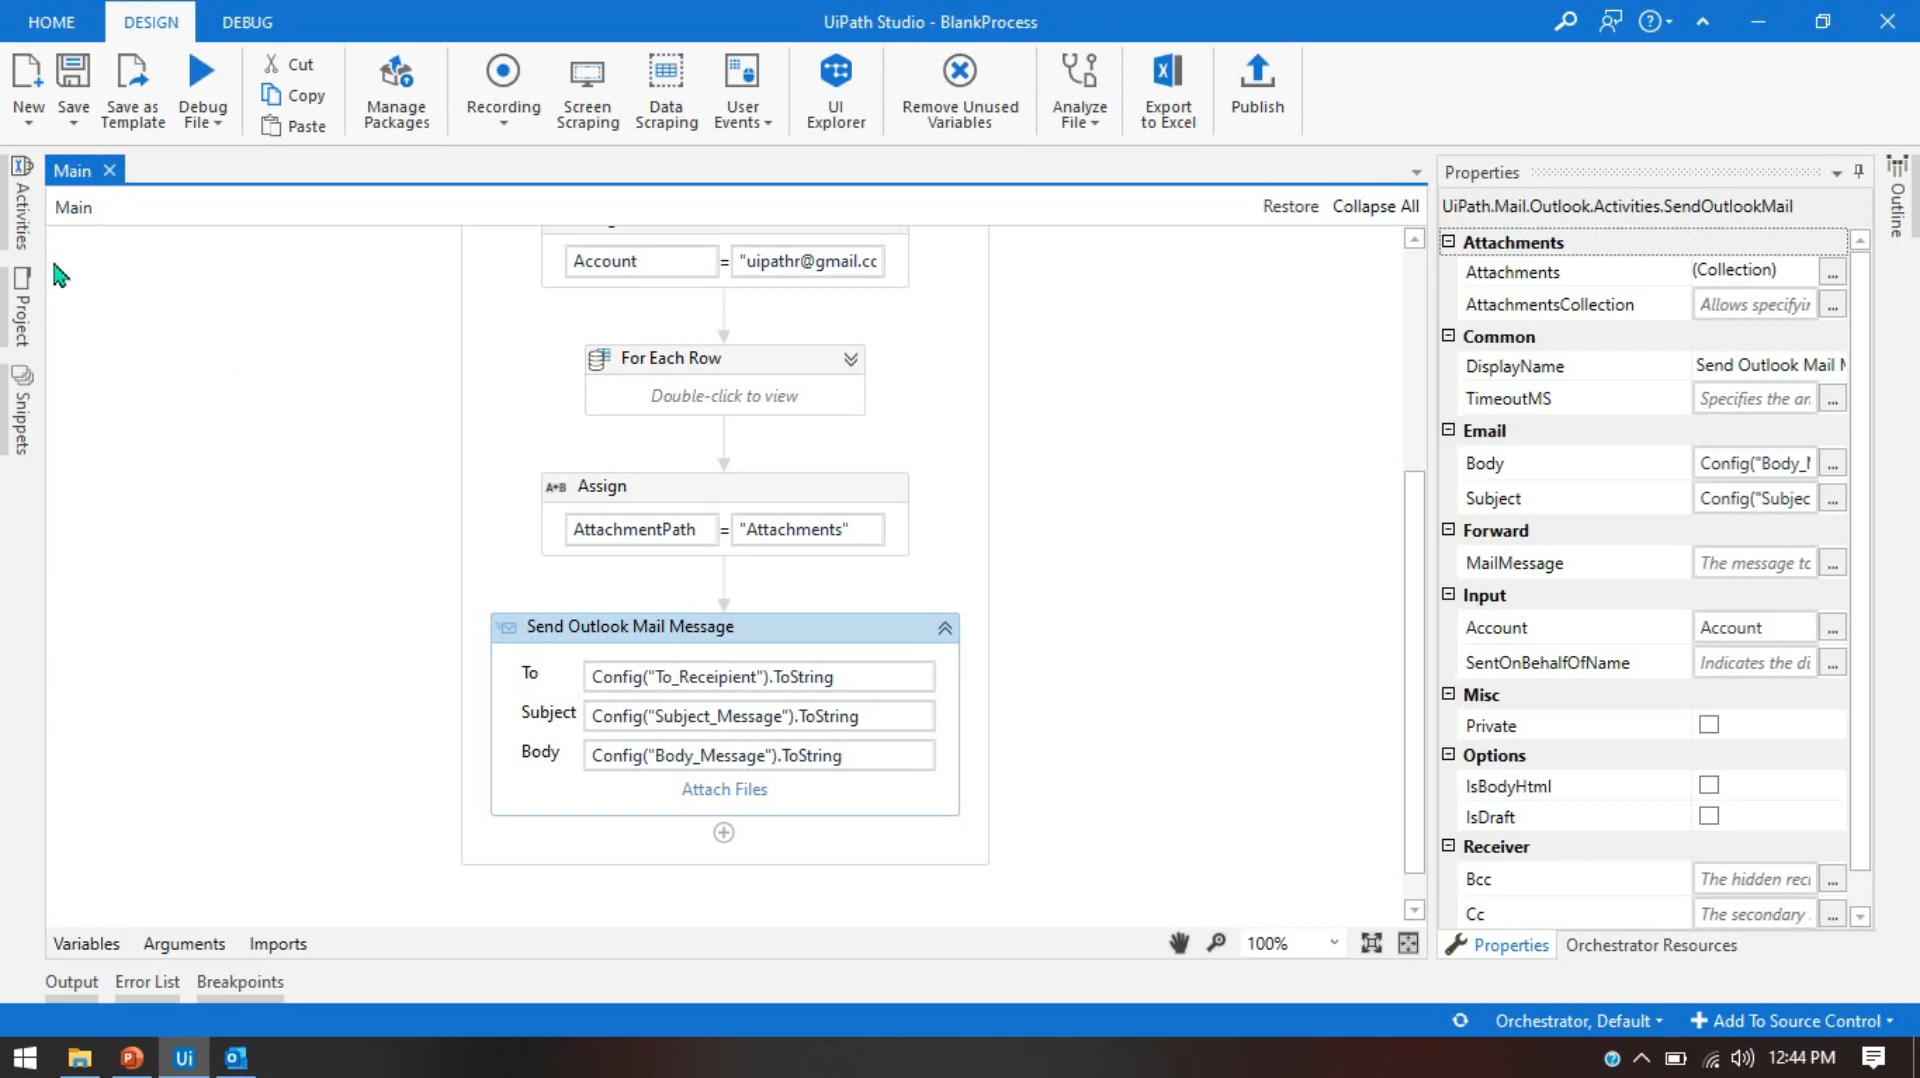 HOME DESIGN DEBUG UiPath Studio - BlankProcess
New Save Save as Template Debug File
Cut
Copy
Paste
Manage Packages
Recording
Screen Scraping
Data Scraping
User Events
UI Explorer
Remove Unused Variables
Analyze File
Export to Excel
Publish
Activities
Project
Snippets
Main
Main Restore Collapse All
Account = "uipathr@gmail.cc
For Each Row
Double-click to view
A+B Assign
AttachmentPath = "Attachments"
Send Outlook Mail Message
To Config("To_Receipient").ToString
Subject Config("Subject_Message").ToString
Body Config("Body_Message").ToString
Attach Files
Variables Arguments Imports 100%
Output Error List Breakpoints
Properties
UiPath.Mail.Outlook.Activities.SendOutlookMail
Attachments
Attachments (Collection) ...
AttachmentsCollection Allows specifyir ...
Common
DisplayName Send Outlook Mail M
TimeoutMS Specifies the an ...
Email
Body Config("Body_M ...
Subject Config("Subjec ...
Forward
MailMessage The message to ...
Input
Account Account ...
SentOnBehalfOfName Indicates the di ...
Misc
Private
Options
IsBodyHtml
IsDraft
Receiver
Bcc The hidden reci ...
Cc The secondary ...
Properties Orchestrator Resources
Outline
Orchestrator, Default Add To Source Control
Ui 12:44 PM